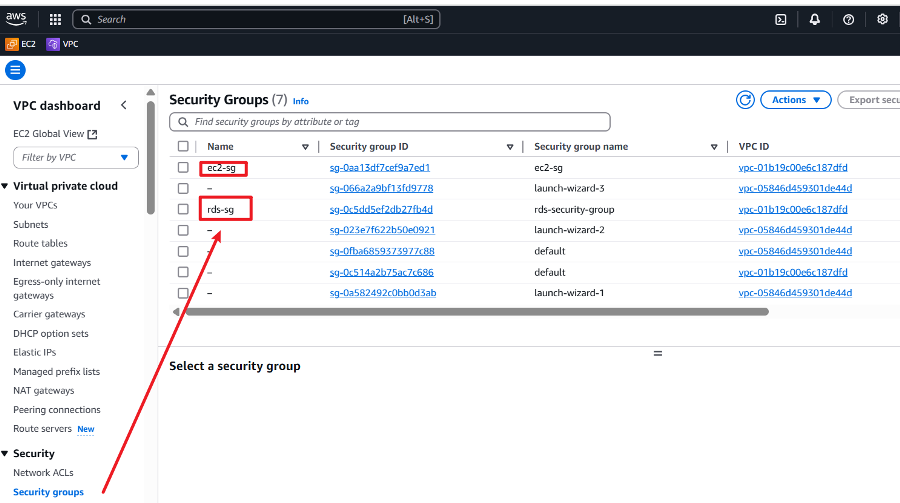 aws Search [Alt+S]
EC2 VPC
VPC dashboard
EC2 Global View
Filter by VPC
Virtual private cloud
Your VPCs
Subnets
Route tables
Internet gateways
Egress-only internet
gateways
Carrier gateways
DHCP option sets
Elastic IPs
Managed prefix lists
NAT gateways
Peering connections
Route servers New
Security
Network ACLs
Security groups
Security Groups (7) Info
Actions Export secu
Find security groups by attribute or tag
Name Security group ID Security group name VPC ID
ec2-sg sg-0aa13df7cef9a7ed1 ec2-sg vpc-01b19c00e6c187dfd
– sg-066a2a9bf13fd9778 launch-wizard-3 vpc-05846d459301de44d
rds-sg sg-0c5dd5ef2db27fb4d rds-security-group vpc-01b19c00e6c187dfd
– sg-023e7f622b50e0921 launch-wizard-2 vpc-05846d459301de44d
– sg-0fba6859373977c88 default vpc-05846d459301de44d
– sg-0c514a2b75ac7c686 default vpc-01b19c00e6c187dfd
– sg-0a582492c0bb0d3ab launch-wizard-1 vpc-05846d459301de44d
Select a security group